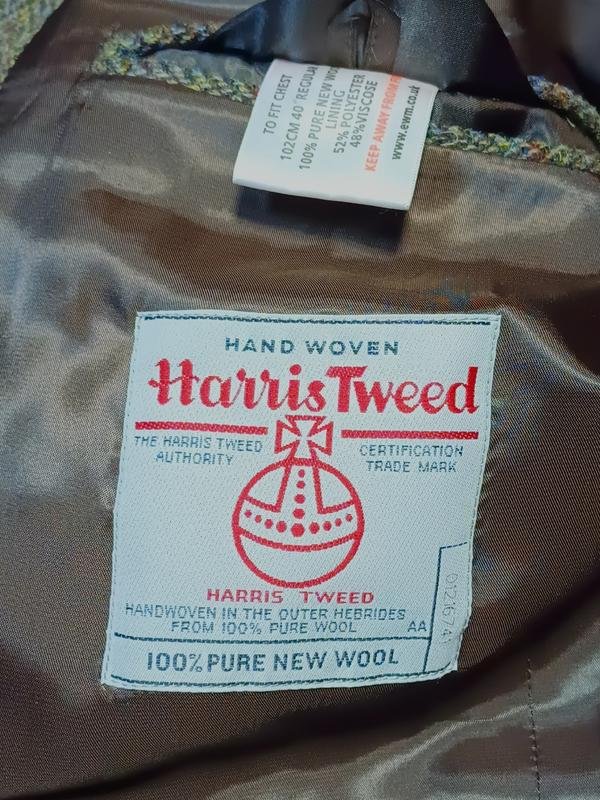 TO FIT CHEST
102CM 40" REGULAR
100% PURE NEW WOOL
LINING
52% POLYESTER
48%VISCOSE
KEEP AWAY FROM
www.ewm.co.uk
HAND WOVEN
Harris Tweed
THE HARRIS TWEED
AUTHORITY
CERTIFICATION
TRADE MARK
HARRIS TWEED
HANDWOVEN IN THE OUTER HEBRIDES
FROM 100% PURE WOOL
AA
100% PURE NEW WOOL